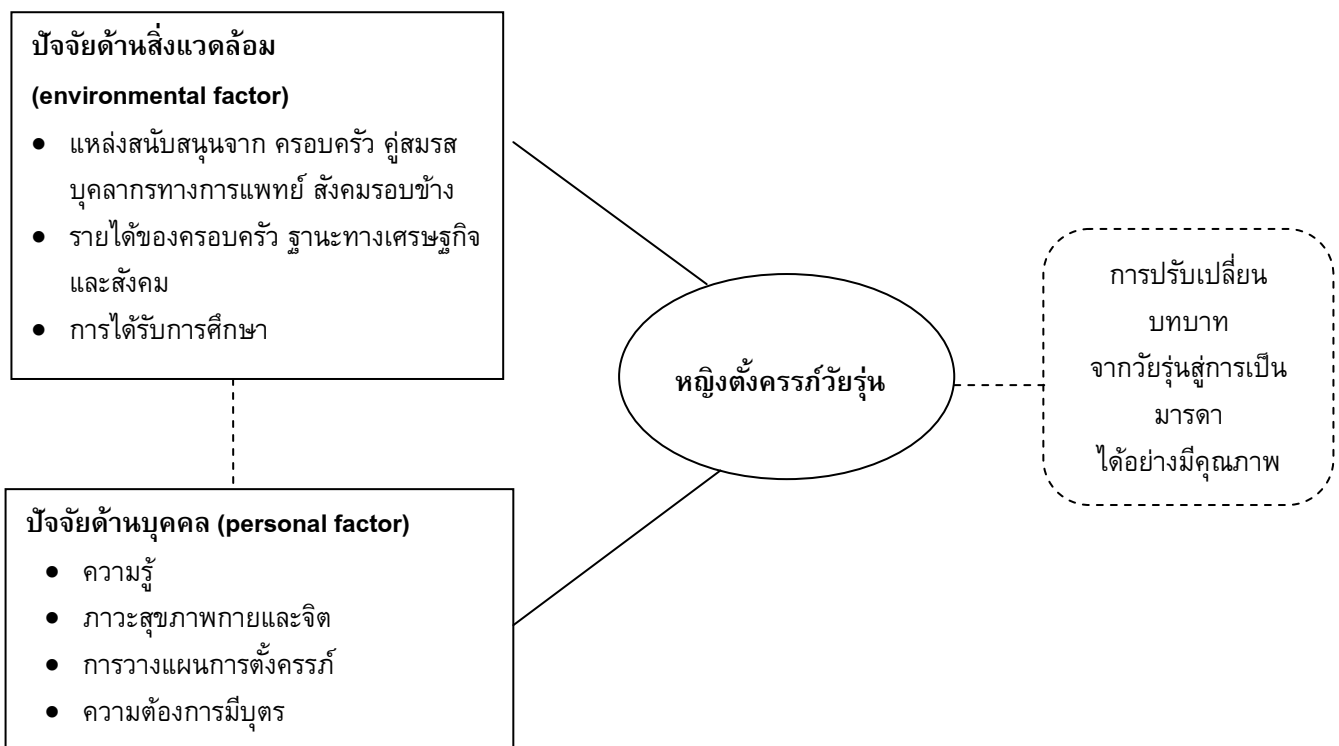 ปัจจัยด้านสิ่งแวดล้อม
(environmental factor)
● แหล่งสนับสนุนจาก ครอบครัว คู่สมรส
บุคลากรทางการแพทย์ สังคมรอบข้าง
● รายได้ของครอบครัว ฐานะทางเศรษฐกิจ
และสังคม
● การได้รับการศึกษา
หญิงตั้งครรภ์วัยรุ่น
การปรับเปลี่ยน
บทบาท
จากวัยรุ่นสู่การเป็น
มารดา
ได้อย่างมีคุณภาพ
ปัจจัยด้านบุคคล (personal factor)
● ความรู้
● ภาวะสุขภาพกายและจิต
● การวางแผนการตั้งครรภ์
● ความต้องการมีบุตร